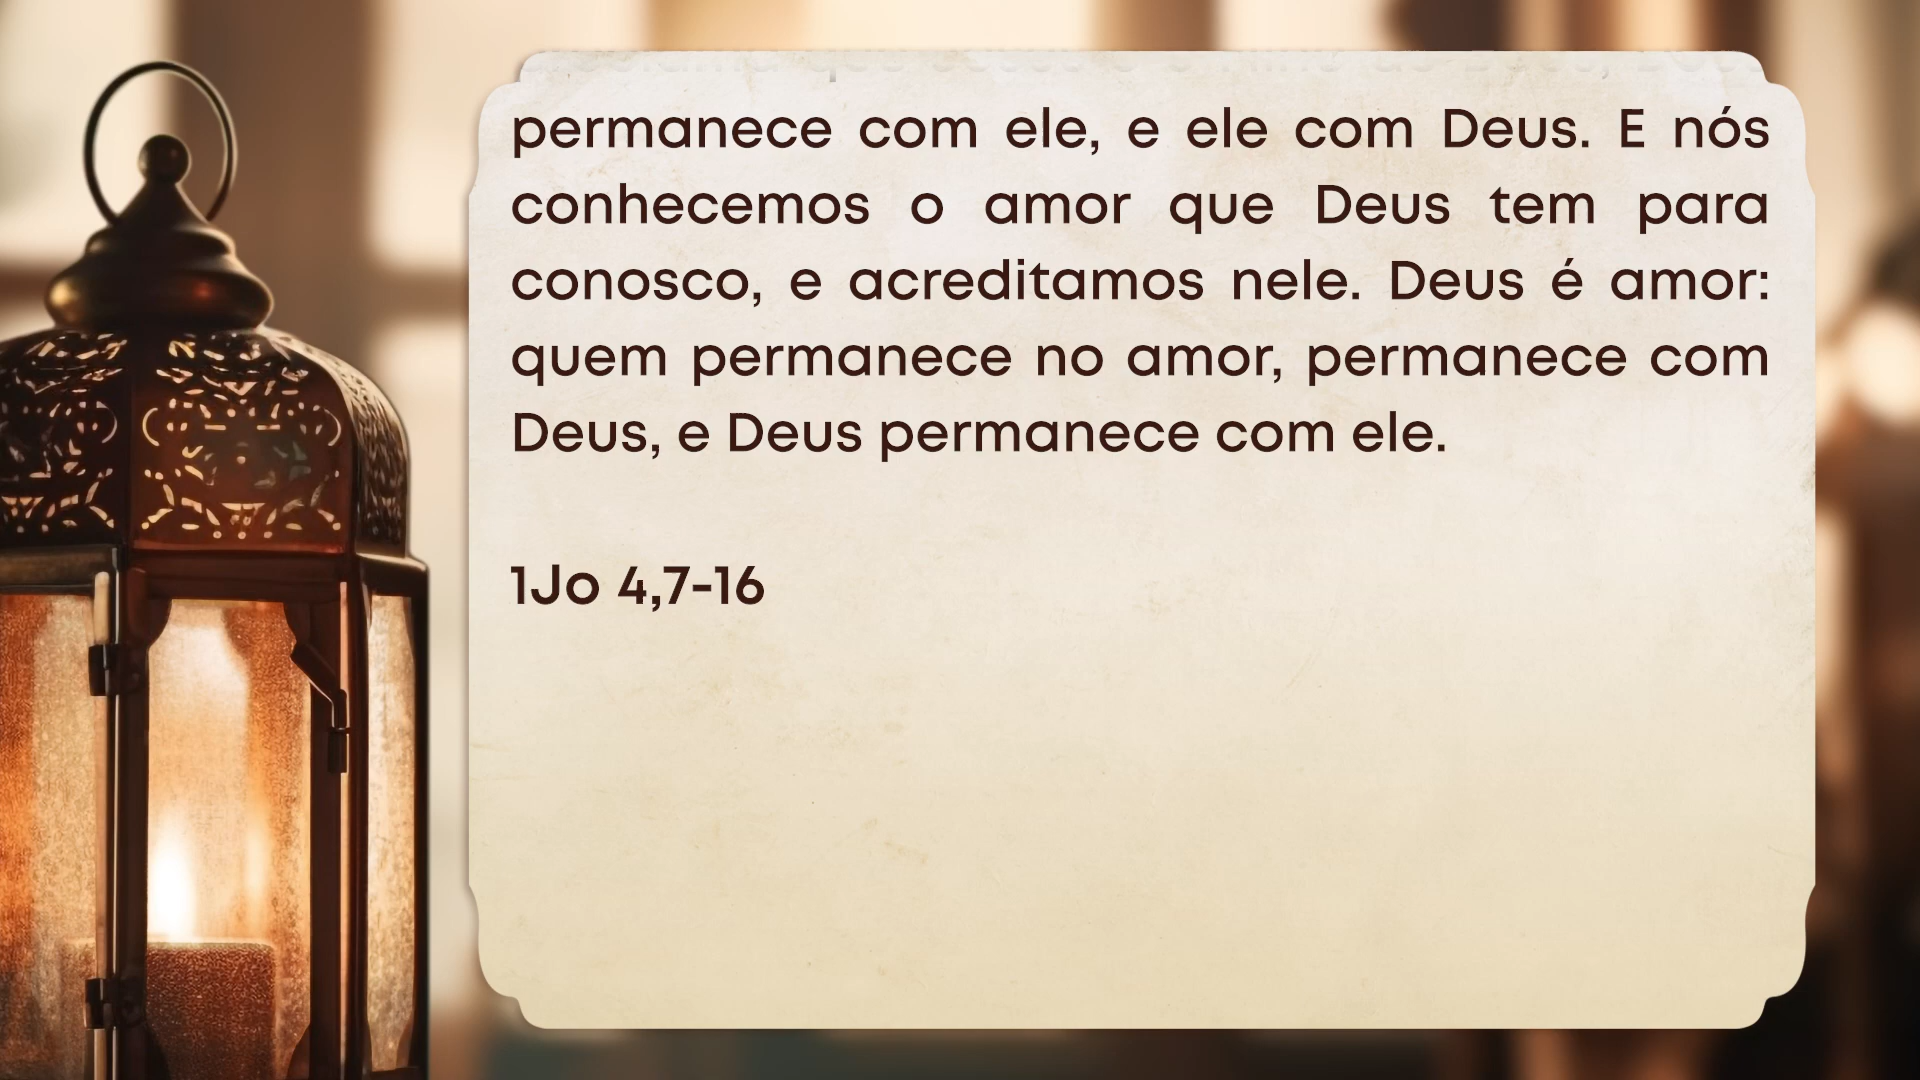 permanece com ele, e ele com Deus. E nós
conhecemos o amor que Deus tem para
conosco, e acreditamos nele. Deus é amor:
quem permanece no amor, permanece com
Deus, e Deus permanece com ele.
1Jo 4,7-16